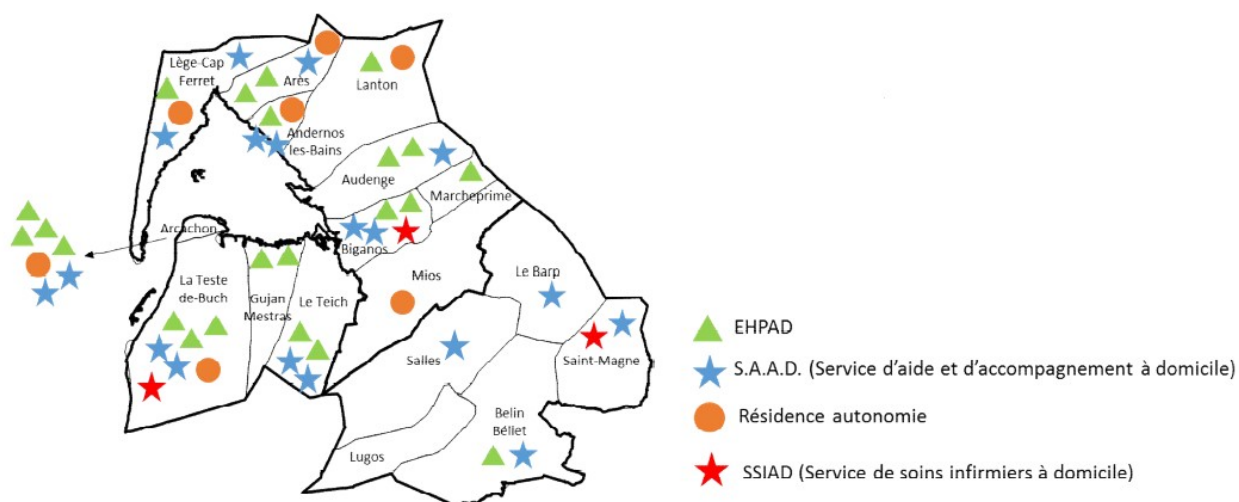 Lège-Cap
Ferret
Arès
Lanton
Andernos
les-Bains
Audenge
Marcheprime
Arcachon
Biganos
La Teste
de-Buch
Gujan
Mestras
Le Teich
Mios
Le Barp
Salles
Saint-Magne
Belin
Béliet
Lugos
EHPAD
S.A.A.D. (Service d'aide et d'accompagnement à domicile)
Résidence autonomie
SSIAD (Service de soins infirmiers à domicile)